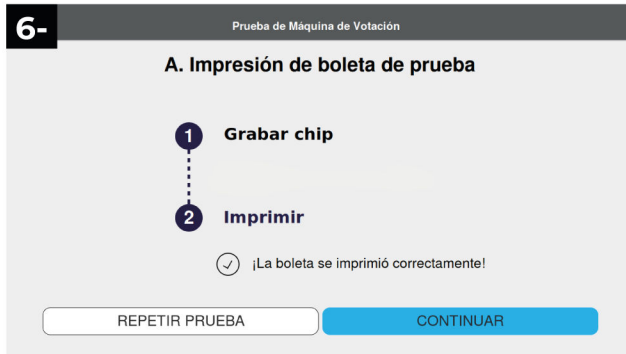 6-
Prueba de Máquina de Votación
A. Impresión de boleta de prueba
1 Grabar chip
2 Imprimir
¡La boleta se imprimió correctamente!
REPETIR PRUEBA CONTINUAR